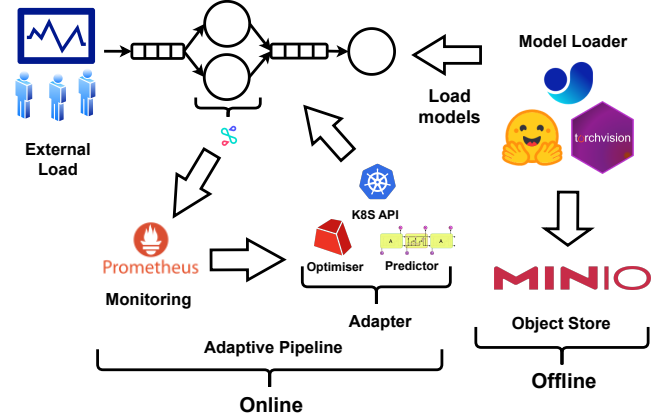 Model Loader
Load
models
torchvision
External
Load
K8S API
Prometheus
Optimiser
Predictor
A
A
MINIO
Monitoring
Adapter
Object Store
Adaptive Pipeline
Online
Offline